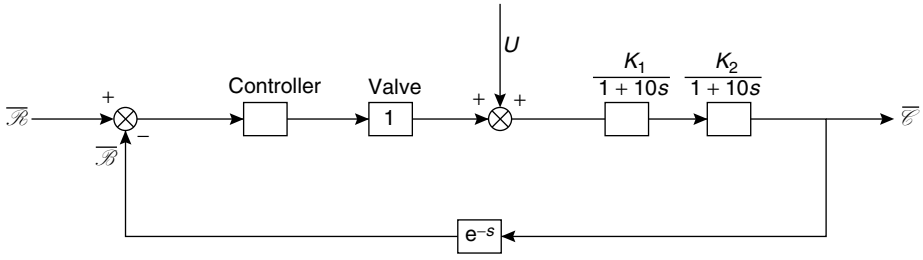 U
K₁
1 + 10s
K₂
1 + 10s
Controller
Valve
+
+
+
ℛ̅
1
𝒞̅
−
ℬ̅
e⁻ˢ